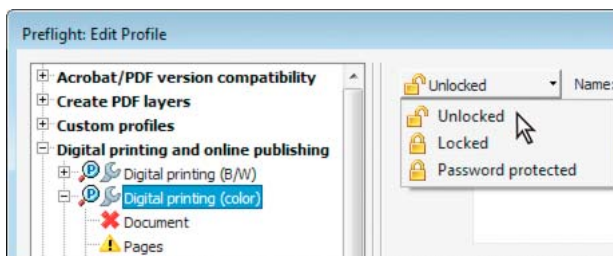 Preflight: Edit Profile
Acrobat/PDF version compatibility
Create PDF layers
Custom profiles
Digital printing and online publishing
Digital printing (B/W)
Digital printing (color)
Document
Pages
Unlocked
Name:
Unlocked
Locked
Password protected